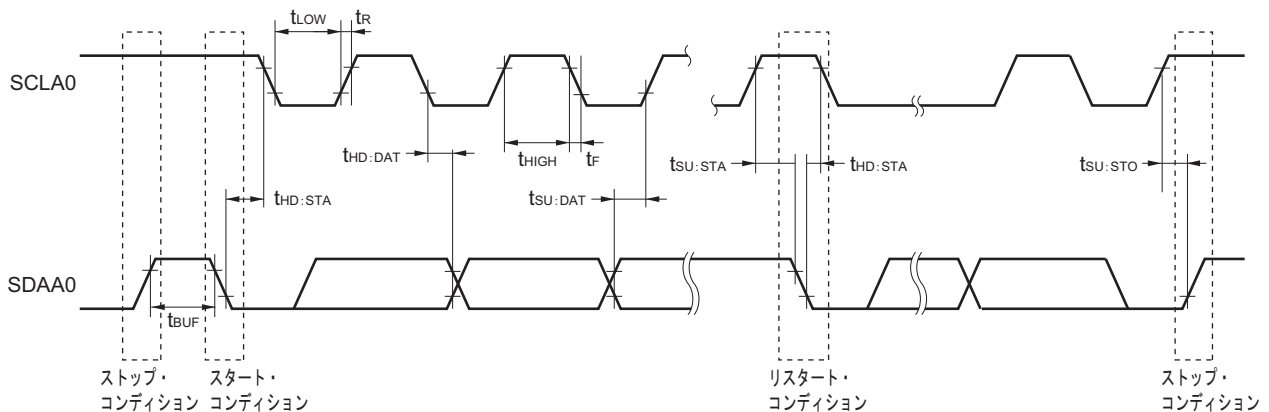 tLOW tR
SCLA0
tHD:DAT tHIGH tF tSU:STA tHD:STA tSU:STO
tHD:STA tSU:DAT
SDAA0
tBUF
ストップ・ スタート・ リスタート・ ストップ・
コンディション コンディション コンディション コンディション